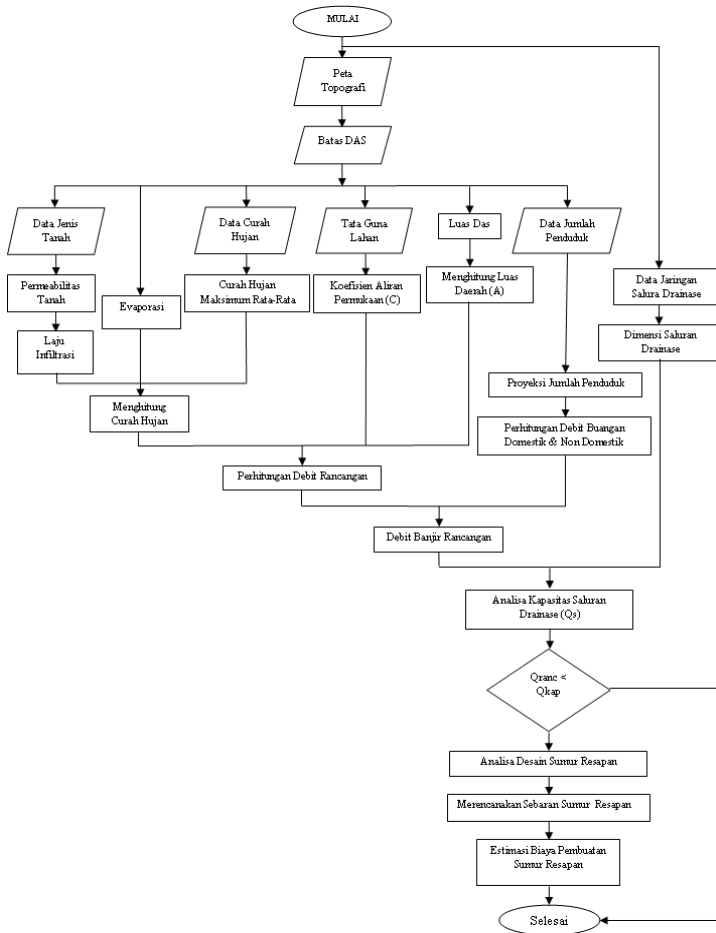 MULAI
Peta
Topografi
Batas DAS
Data Jenis
Tanah
Data Curah
Hujan
Tata Guna
Lahan
Luas Das
Data Jumlah
Penduduk
Permeabilitas
Tanah
Evaporasi
Curah Hujan
Maksimum Rata-Rata
Koefisien Aliran
Permukaan (C)
Menghitung Luas
Daerah (A)
Data Jaringan
Salura Drainase
Laju
Infiltrasi
Dimensi Saluran
Drainase
Proyeksi Jumlah Penduduk
Menghitung
Curah Hujan
Perhitungan Debit Buangan
Domestik & Non Domestik
Perhitungan Debit Rancangan
Debit Banjir Rancangan
Analisa Kapasitas Saluran
Drainase (Qs)
Qranc <
Qkap
Analisa Desain Sumur Resapan
Merencanakan Sebaran Sumur Resapan
Estimasi Biaya Pembuatan
Sumur Resapan
Selesai